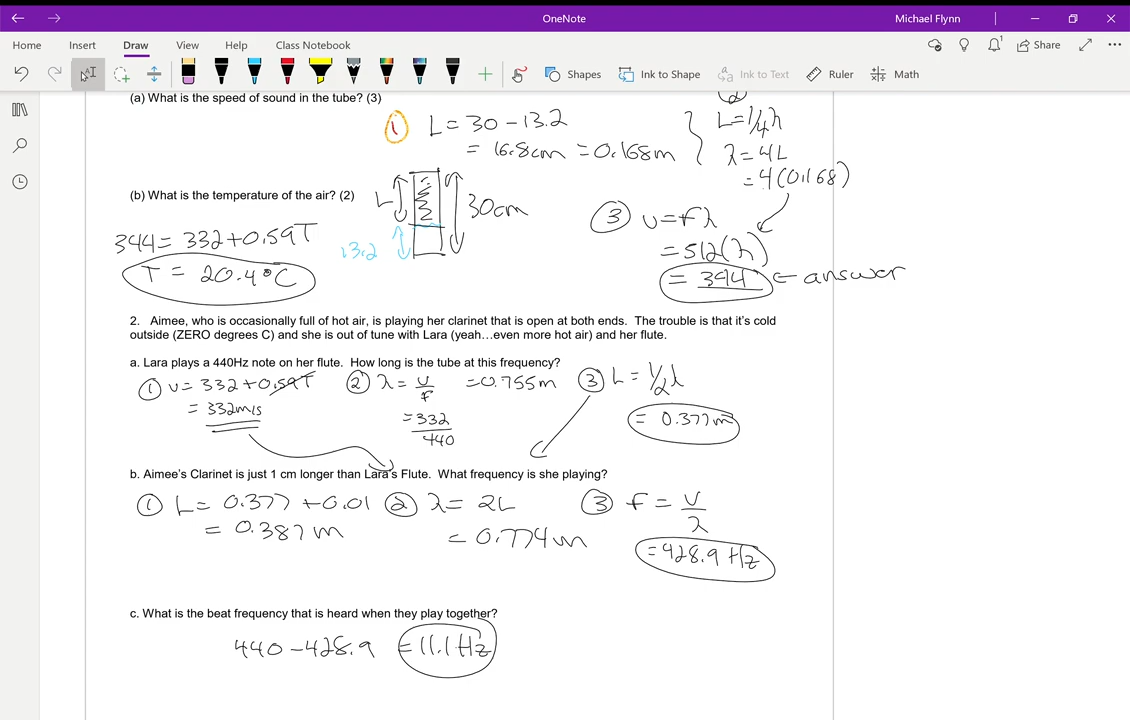 OneNote
Michael Flynn
Home Insert Draw View Help Class Notebook
1
Share
Shapes Ink to Shape Ink to Text Ruler Math
(a) What is the speed of sound in the tube? (3)
① L = 30 - 13.2
= 16.8cm = 0.168m
②
L = 1/4 λ
λ = 4L
= 4(0.168)
(b) What is the temperature of the air? (2)
L
30cm
13.2
344 = 332 + 0.59T
T = 20.4°C
③ v = fλ
= 512(λ)
= 344 ← answer
2. Aimee, who is occasionally full of hot air, is playing her clarinet that is open at both ends. The trouble is that it's cold
outside (ZERO degrees C) and she is out of tune with Lara (yeah…even more hot air) and her flute.
a. Lara plays a 440Hz note on her flute. How long is the tube at this frequency?
① v = 332 + 0.59T
= 332m/s
② λ = v/f = 0.755m
= 332/440
③ L = 1/2 λ
= 0.377m
b. Aimee's Clarinet is just 1 cm longer than Lara's Flute. What frequency is she playing?
① L = 0.377 + 0.01
= 0.387m
② λ = 2L
= 0.774m
③ f = v/λ
= 428.9 Hz
c. What is the beat frequency that is heard when they play together?
440 - 428.9 = 11.1 Hz